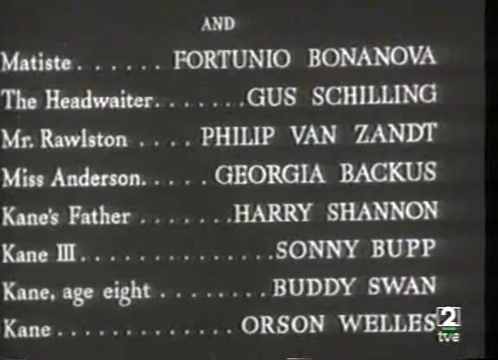 AND
Matiste . . . . . . FORTUNIO BONANOVA
The Headwaiter. . . . . . . GUS SCHILLING
Mr. Rawlston . . . . PHILIP VAN ZANDT
Miss Anderson. . . . . GEORGIA BACKUS
Kane's Father . . . . . . . HARRY SHANNON
Kane III. . . . . . . . . . . . . . . SONNY BUPP
Kane, age eight . . . . . . . . BUDDY SWAN
Kane . . . . . . . . . . . . . ORSON WELLES
2
tve